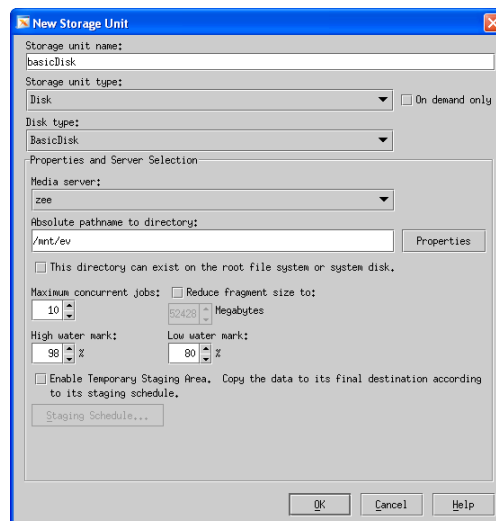 New Storage Unit
Storage unit name:
basicDisk
Storage unit type:
Disk
On demand only
Disk type:
BasicDisk
Properties and Server Selection
Media server:
zee
Absolute pathname to directory:
/mnt/ev
Properties
This directory can exist on the root file system or system disk.
Maximum concurrent jobs: Reduce fragment size to:
10 52428 Megabytes
High water mark: Low water mark:
98 % 80 %
Enable Temporary Staging Area. Copy the data to its final destination according
to its staging schedule.
Staging Schedule...
OK Cancel Help